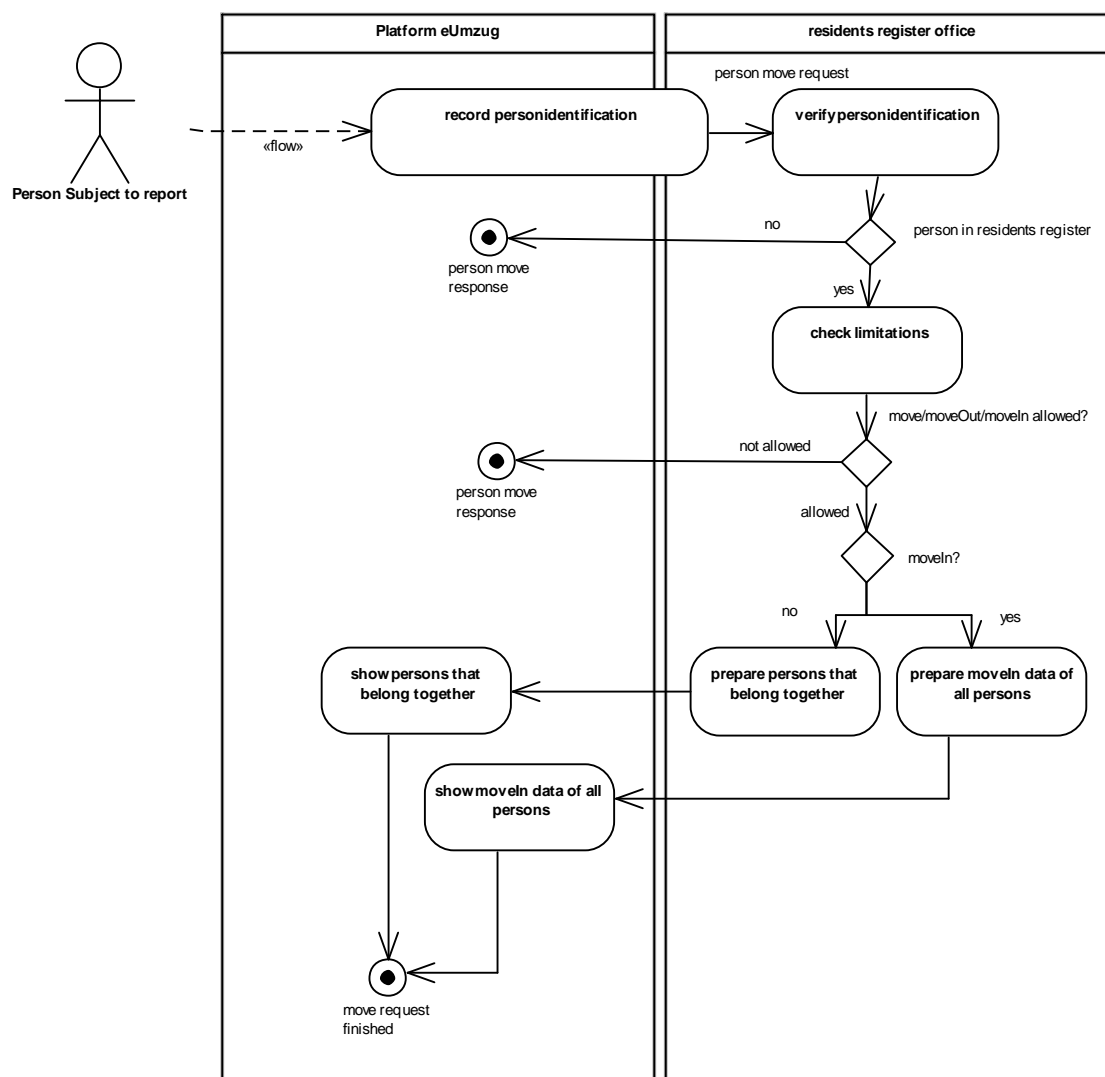 Platform eUmzug
residents register office
person move request
record personidentification
verify personidentification
«flow»
Person Subject to report
no
person in residents register
person move
response
yes
check limitations
move/moveOut/moveIn allowed?
not allowed
person move
response
allowed
moveIn?
no
yes
show persons that
belong together
prepare persons that
belong together
prepare moveIn data of
all persons
show moveIn data of all
persons
move request
finished